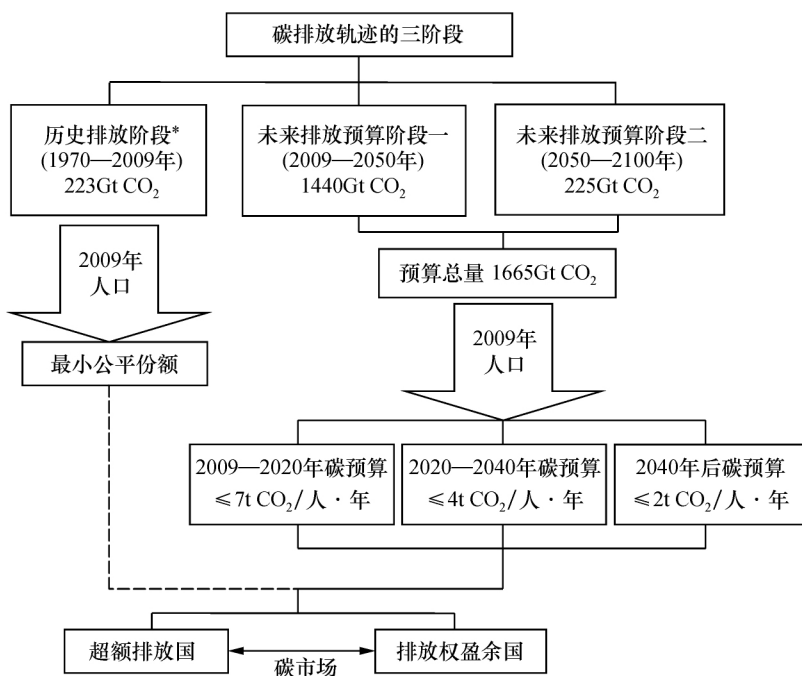 碳排放轨迹的三阶段
历史排放阶段*
(1970—2009年)
223Gt CO₂
未来排放预算阶段一
(2009—2050年)
1440Gt CO₂
未来排放预算阶段二
(2050—2100年)
225Gt CO₂
2009年
人口
预算总量 1665Gt CO₂
最小公平份额
2009年
人口
2009—2020年碳预算
≤7t CO₂/人·年
2020—2040年碳预算
≤4t CO₂/人·年
2040年后碳预算
≤2t CO₂/人·年
超额排放国
碳市场
排放权盈余国